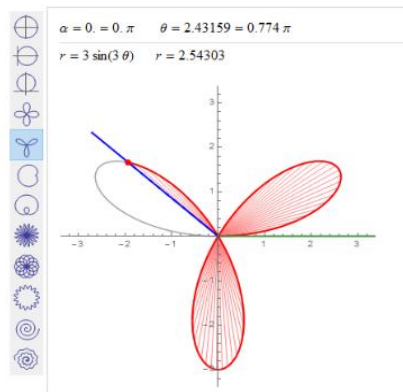 α = 0. = 0. π θ = 2.43159 = 0.774 π
r = 3 sin(3 θ) r = 2.54303
3
2
1
-3 -2 -1 1 2 3
-1
-2
-3